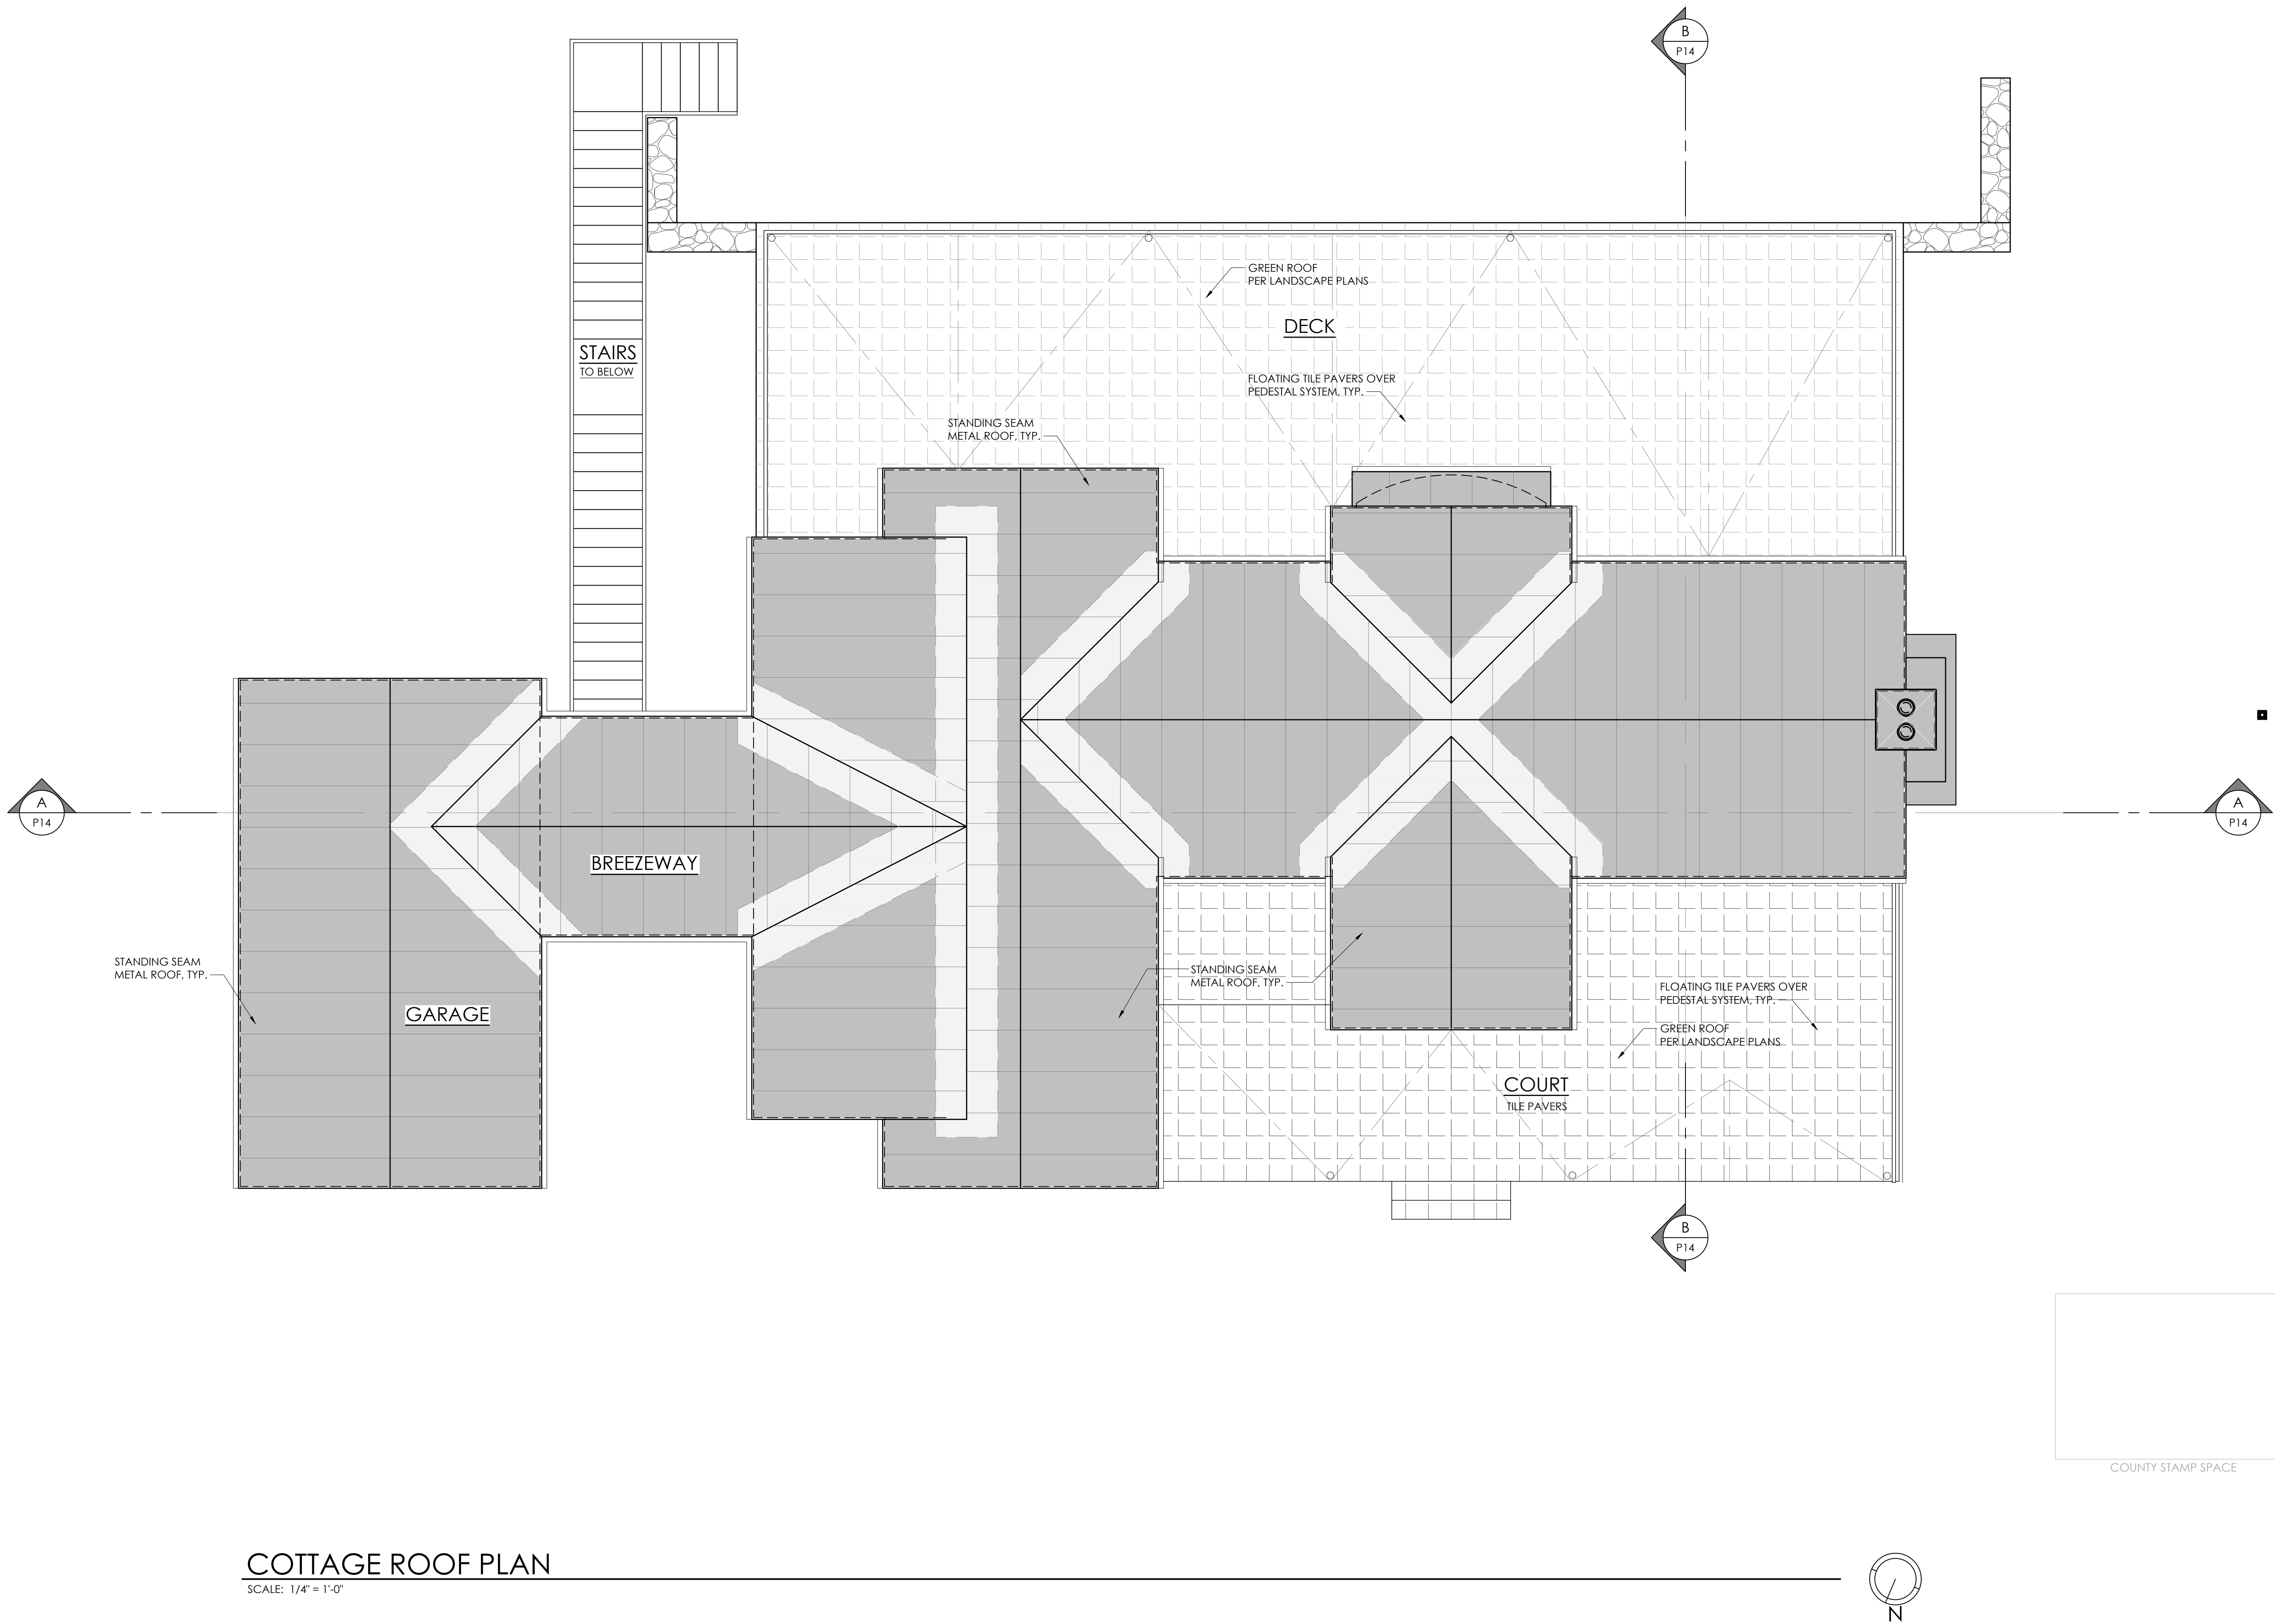 B
P14
GREEN ROOF
PER LANDSCAPE PLANS
DECK
STAIRS
TO BELOW
FLOATING TILE PAVERS OVER
PEDESTAL SYSTEM, TYP.
STANDING SEAM
METAL ROOF, TYP.
A
P14
A
P14
BREEZEWAY
STANDING SEAM
METAL ROOF, TYP.
GARAGE
STANDING SEAM
METAL ROOF, TYP.
FLOATING TILE PAVERS OVER
PEDESTAL SYSTEM, TYP.
GREEN ROOF
PER LANDSCAPE PLANS
COURT
TILE PAVERS
B
P14
COUNTY STAMP SPACE
COTTAGE ROOF PLAN
SCALE: 1/4" = 1'-0"
N